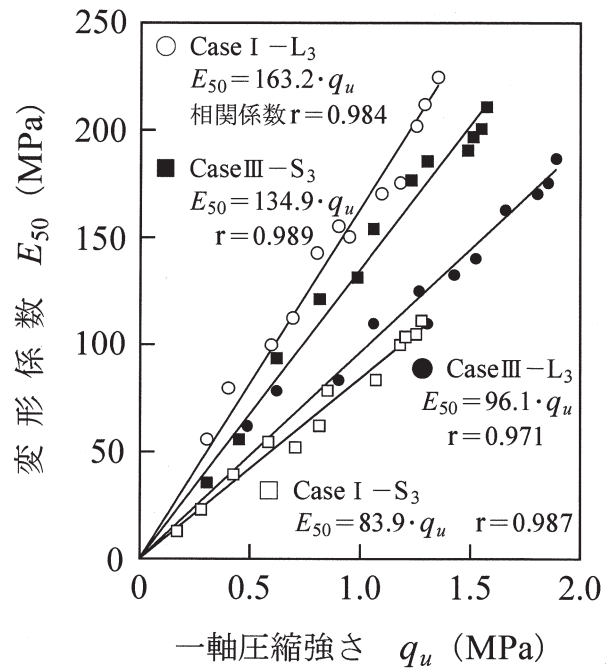 250
200
150
100
50
0
変形係数 E50 (MPa)
○ Case Ⅰ－L3
E50＝163.2･qu
相関係数 r＝0.984
■ CaseⅢ－S3
E50＝134.9･qu
r＝0.989
● CaseⅢ－L3
E50＝96.1･qu
r＝0.971
□ Case Ⅰ－S3
E50＝83.9･qu r＝0.987
0 0.5 1.0 1.5 2.0
一軸圧縮強さ qu (MPa)